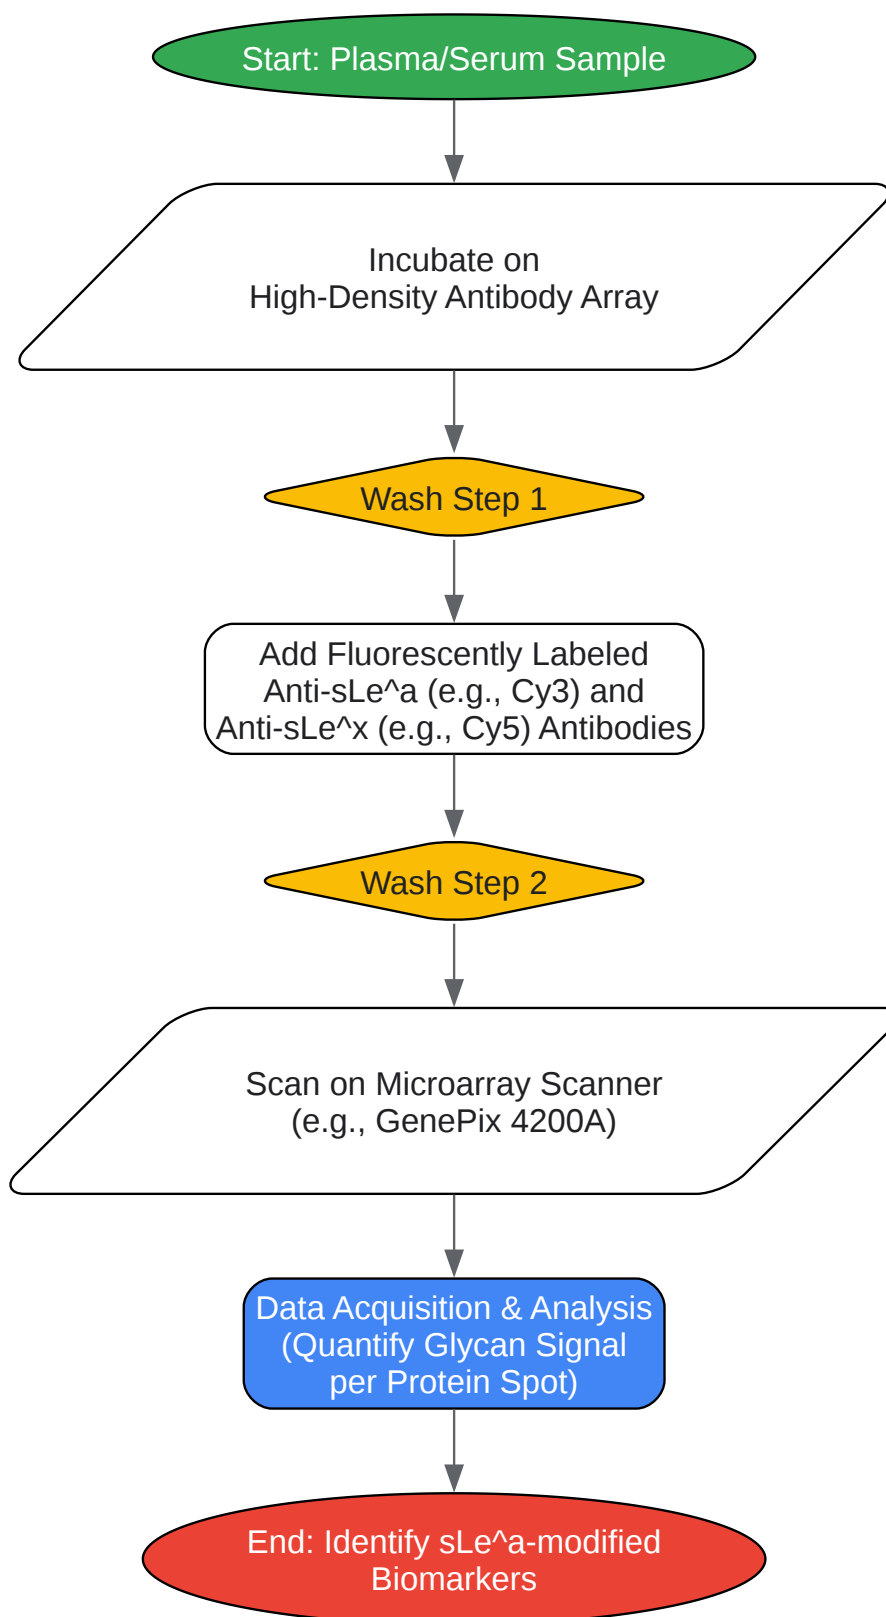 Start: Plasma/Serum Sample
Incubate on
High-Density Antibody Array
Wash Step 1
Add Fluorescently Labeled
Anti-sLe^a (e.g., Cy3) and
Anti-sLe^x (e.g., Cy5) Antibodies
Wash Step 2
Scan on Microarray Scanner
(e.g., GenePix 4200A)
Data Acquisition & Analysis
(Quantify Glycan Signal
per Protein Spot)
End: Identify sLe^a-modified
Biomarkers